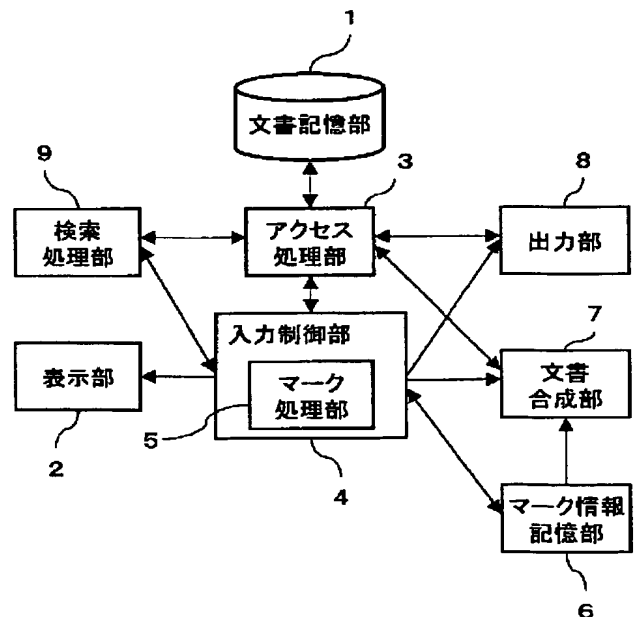 1
文書記憶部
9
3
8
検索
処理部
アクセス
処理部
出力部
入力制御部
7
表示部
マーク
処理部
文書
合成部
5
2
4
マーク情報
記憶部
6